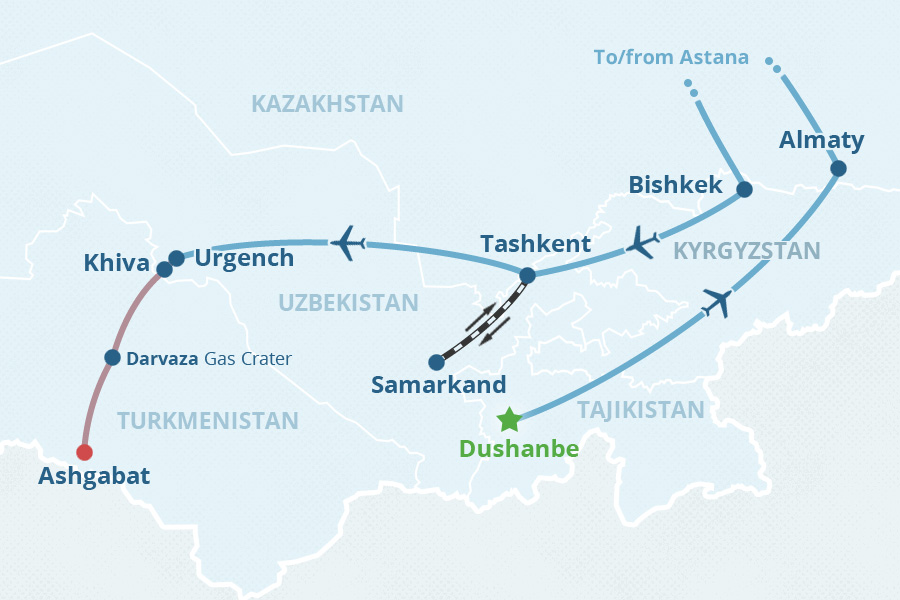 To/from Astana
KAZAKHSTAN
Almaty
Bishkek
Tashkent
KYRGYZSTAN
Khiva
Urgench
UZBEKISTAN
Darvaza Gas Crater
Samarkand
TURKMENISTAN
TAJIKISTAN
Dushanbe
Ashgabat